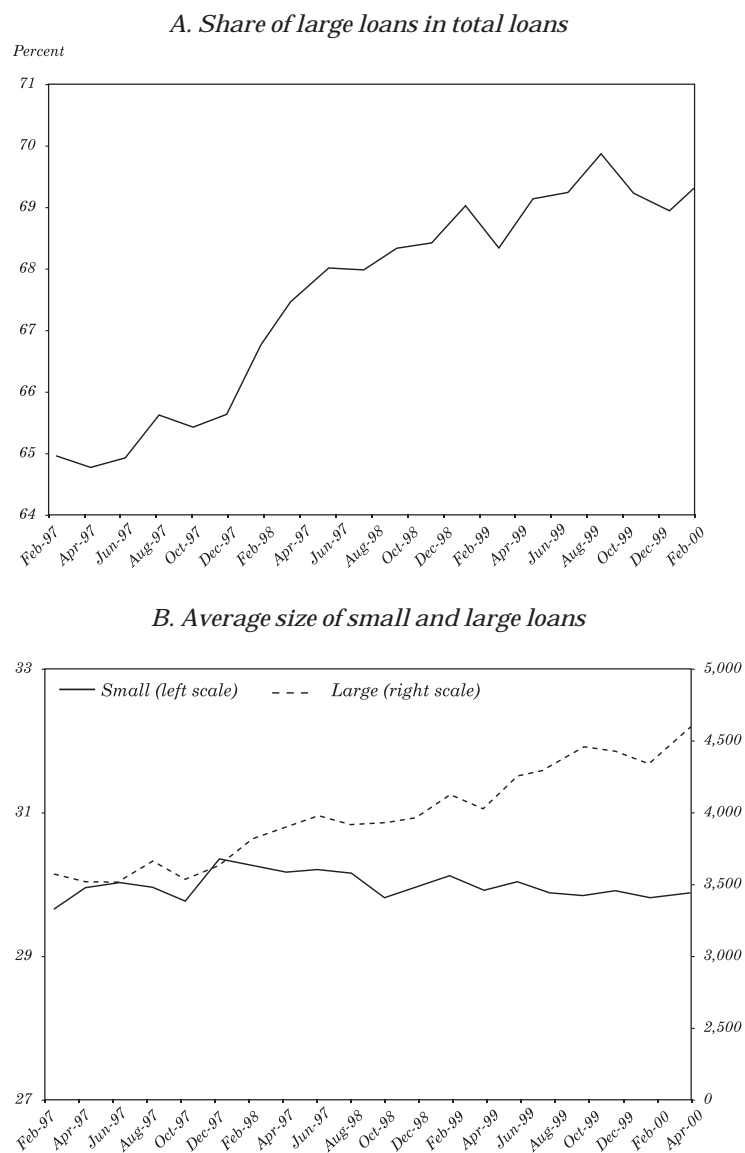 A. Share of large loans in total loans
Percent
71
70
69
68
67
66
65
64
Feb-97 Apr-97 Jun-97 Aug-97 Oct-97 Dec-97 Feb-98 Apr-97 Jun-97 Aug-98 Oct-98 Dec-98 Feb-99 Apr-99 Jun-99 Aug-99 Oct-99 Dec-99 Feb-00
B. Average size of small and large loans
33 5,000
Small (left scale) Large (right scale)
4,500
31 4,000
3,500
29 3,000
2,500
27 0
Feb-97 Apr-97 Jun-97 Aug-97 Oct-97 Dec-97 Feb-98 Apr-97 Jun-97 Aug-98 Oct-98 Dec-98 Feb-99 Apr-99 Jun-99 Aug-99 Oct-99 Dec-99 Feb-00 Apr-00